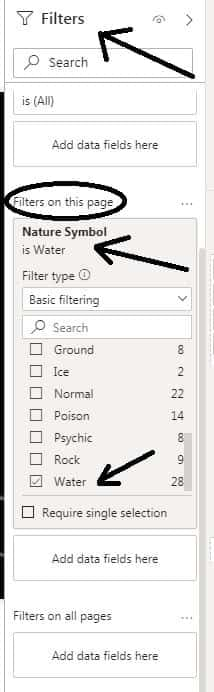 Filters
Search
is (All)
Add data fields here
Filters on this page
...
Nature Symbol
is Water
Filter type
Basic filtering
Search
Ground 8
Ice 2
Normal 22
Poison 14
Psychic 8
Rock 9
Water 28
Require single selection
Add data fields here
Filters on all pages
...
Add data fields here